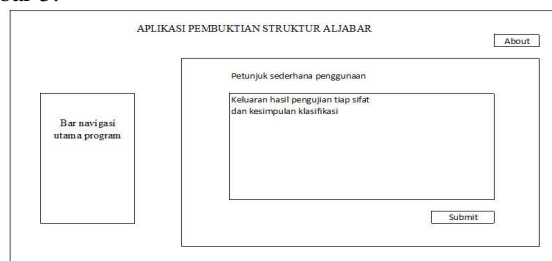 APLIKASI PEMBUKTIAN STRUKTUR ALJABAR
About
Petunjuk sederhana penggunaan
Keluaran hasil pengujian tiap sifat
dan kesimpulan klasifikasi
Bar navigasi
utama program
Submit